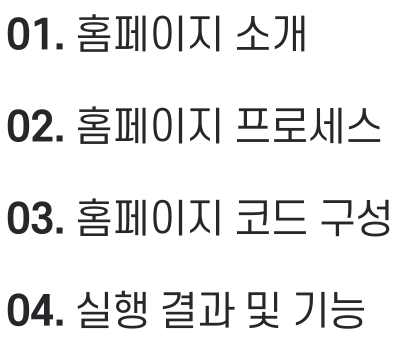 01. 홈페이지 소개
02. 홈페이지 프로세스
03. 홈페이지 코드 구성
04. 실행 결과 및 기능